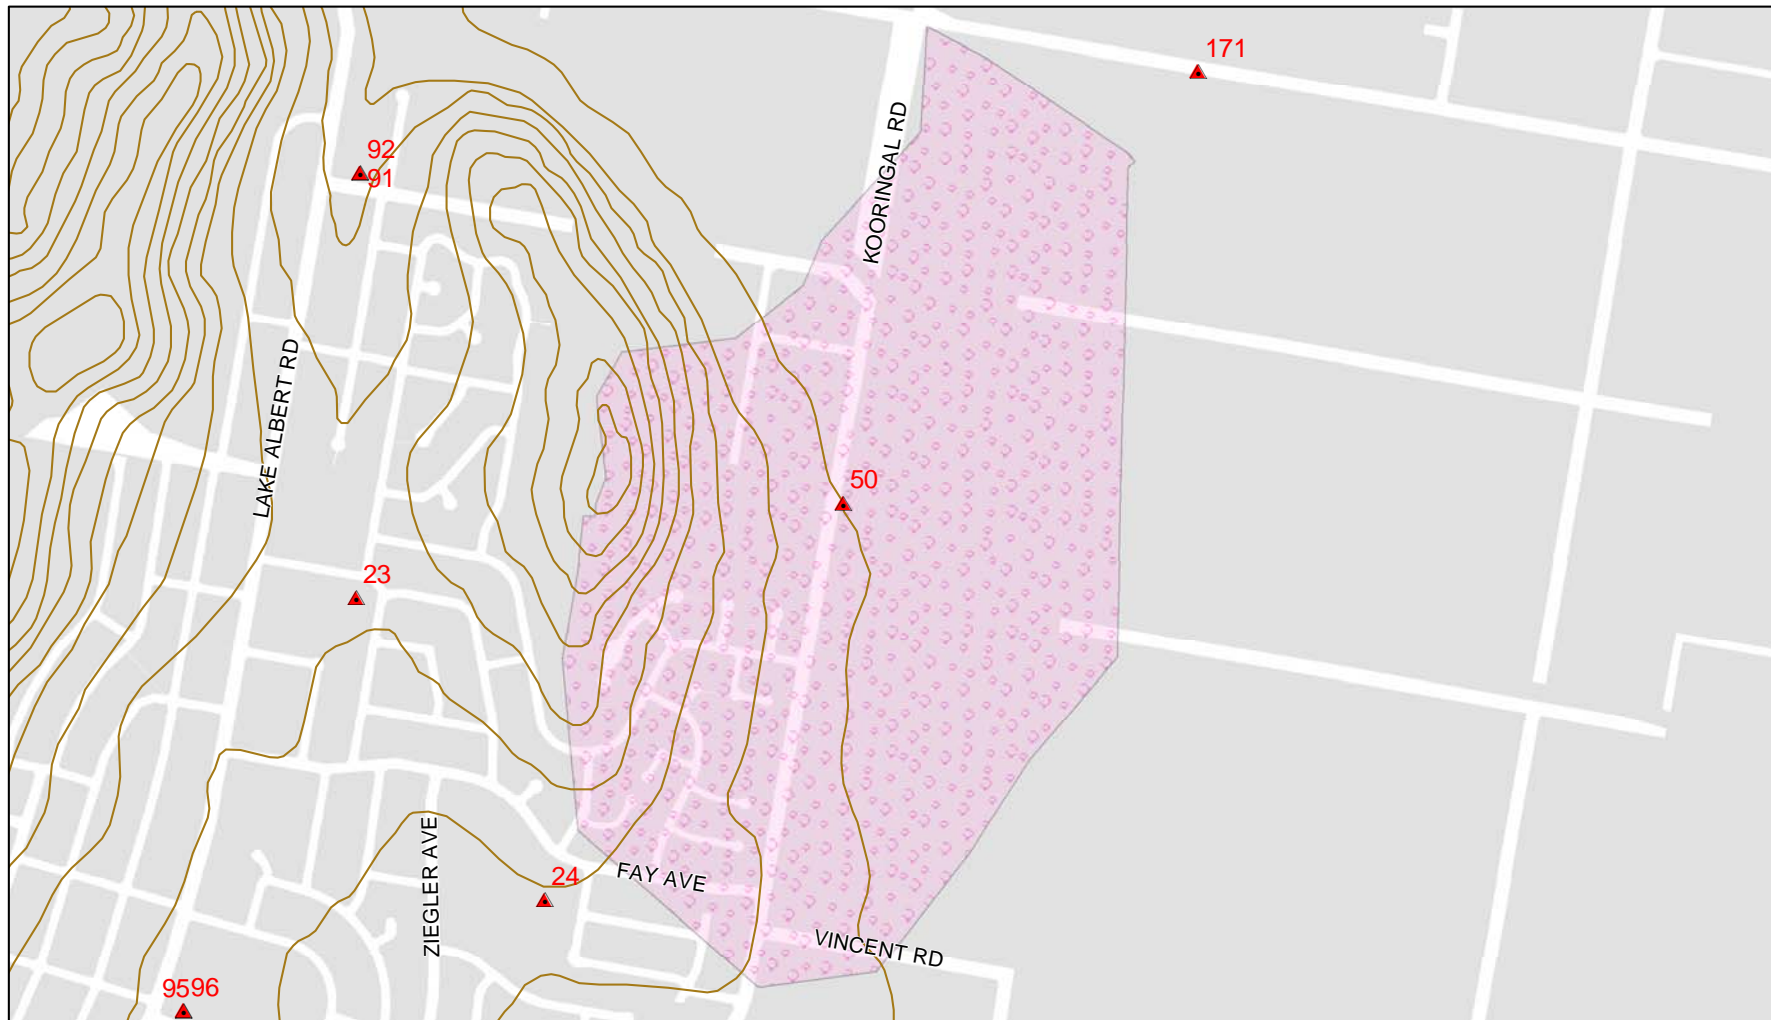 171
92
91
KOORINGAL RD
LAKE ALBERT RD
50
23
ZIEGLER AVE
24
FAY AVE
VINCENT RD
9596